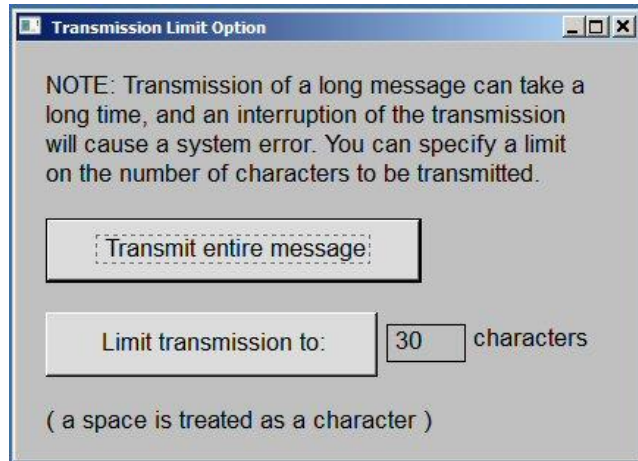 Transmission Limit Option
NOTE: Transmission of a long message can take a
long time, and an interruption of the transmission
will cause a system error. You can specify a limit
on the number of characters to be transmitted.
Transmit entire message
Limit transmission to: 30 characters
( a space is treated as a character )